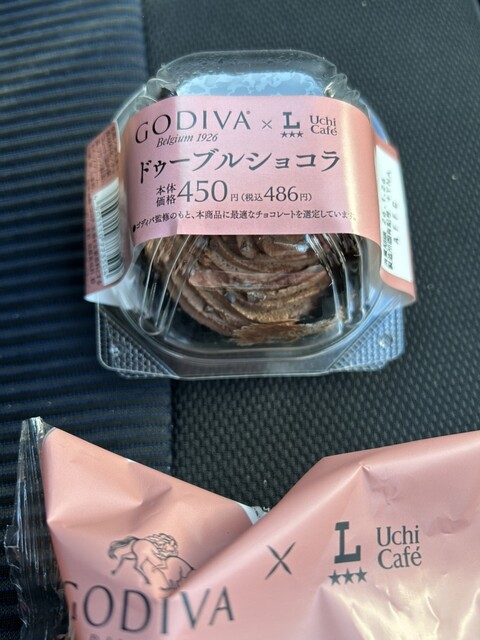 GODIVA × L Uchi
Belgium 1926 ★★★ Café
ドゥーブルショコラ
本体価格 450円(税込486円)
ゴディバ監修のもと、本商品に最適なチョコレートを選定しています。
GODIVA × L Uchi
★★★ Café